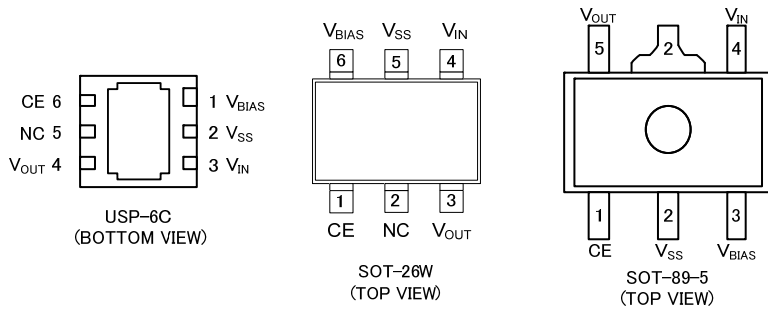 CE 6
1 VBIAS
NC 5
2 VSS
VOUT 4
3 VIN
USP-6C
(BOTTOM VIEW)
VBIAS VSS VIN
6 5 4
1 2 3
CE NC VOUT
SOT-26W
(TOP VIEW)
VOUT VIN
5 2 4
1 2 3
CE VSS VBIAS
SOT-89-5
(TOP VIEW)